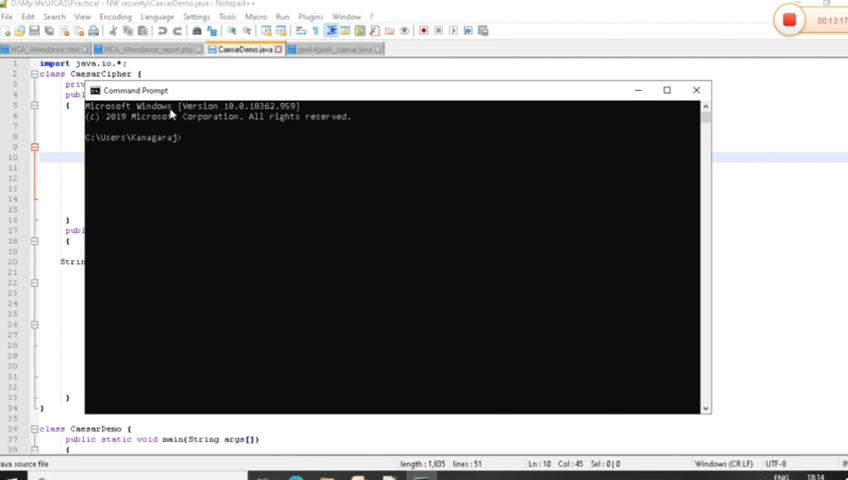 D:\My life\JCAS\Practical - NW security\CaesarDemo.java - Notepad++
File Edit Search View Encoding Language Settings Tools Macro Run Plugins Window ?
MCA_Attendance.html MCA_Attendance_report.php CaesarDemo.java geek4geek_caesar.java
00:13:17
1 import java.io.*;
2 class CaesarCipher {
3 priv
4 publ
5 {
6
7
8
9
10
11
12
13
14
15
16 }
17 publ
18 {
19
20 Strin
21
22
23
24
25
26
27
28
29
30
31
32
33 }
34 }
35
36 class CaesarDemo {
37 public static void main(String args[])
38 {
Command Prompt
Microsoft Windows [Version 10.0.18362.959]
(c) 2019 Microsoft Corporation. All rights reserved.
C:\Users\Kanagaraj>
ava source file length : 1,835 lines : 51 Ln : 10 Col : 45 Sel : 0 | 0 Windows (CR LF) UTF-8 IN
ENG 18:14